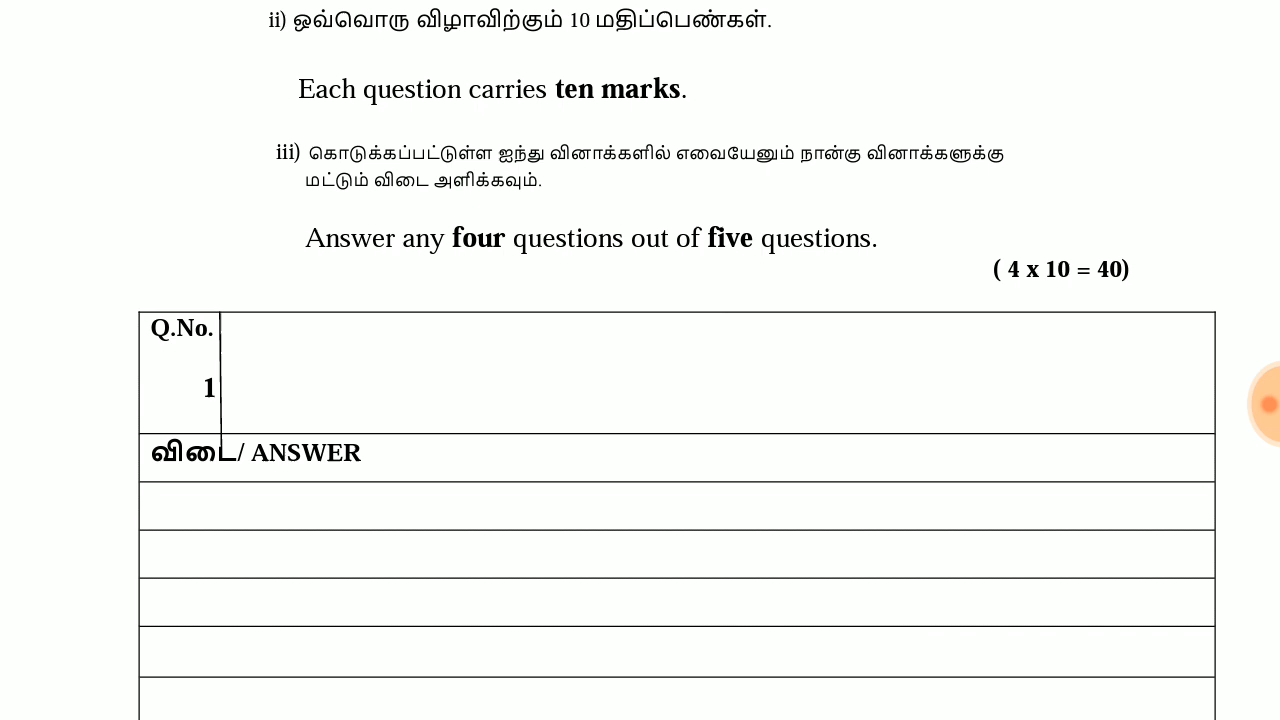 ii) ஒவ்வொரு விழாவிற்கும் 10 மதிப்பெண்கள்.
Each question carries ten marks.
iii) கொடுக்கப்பட்டுள்ள ஐந்து வினாக்களில் எவையேனும் நான்கு வினாக்களுக்கு
மட்டும் விடை அளிக்கவும்.
Answer any four questions out of five questions.
( 4 x 10 = 40)
Q.No.
1
விடை/ ANSWER